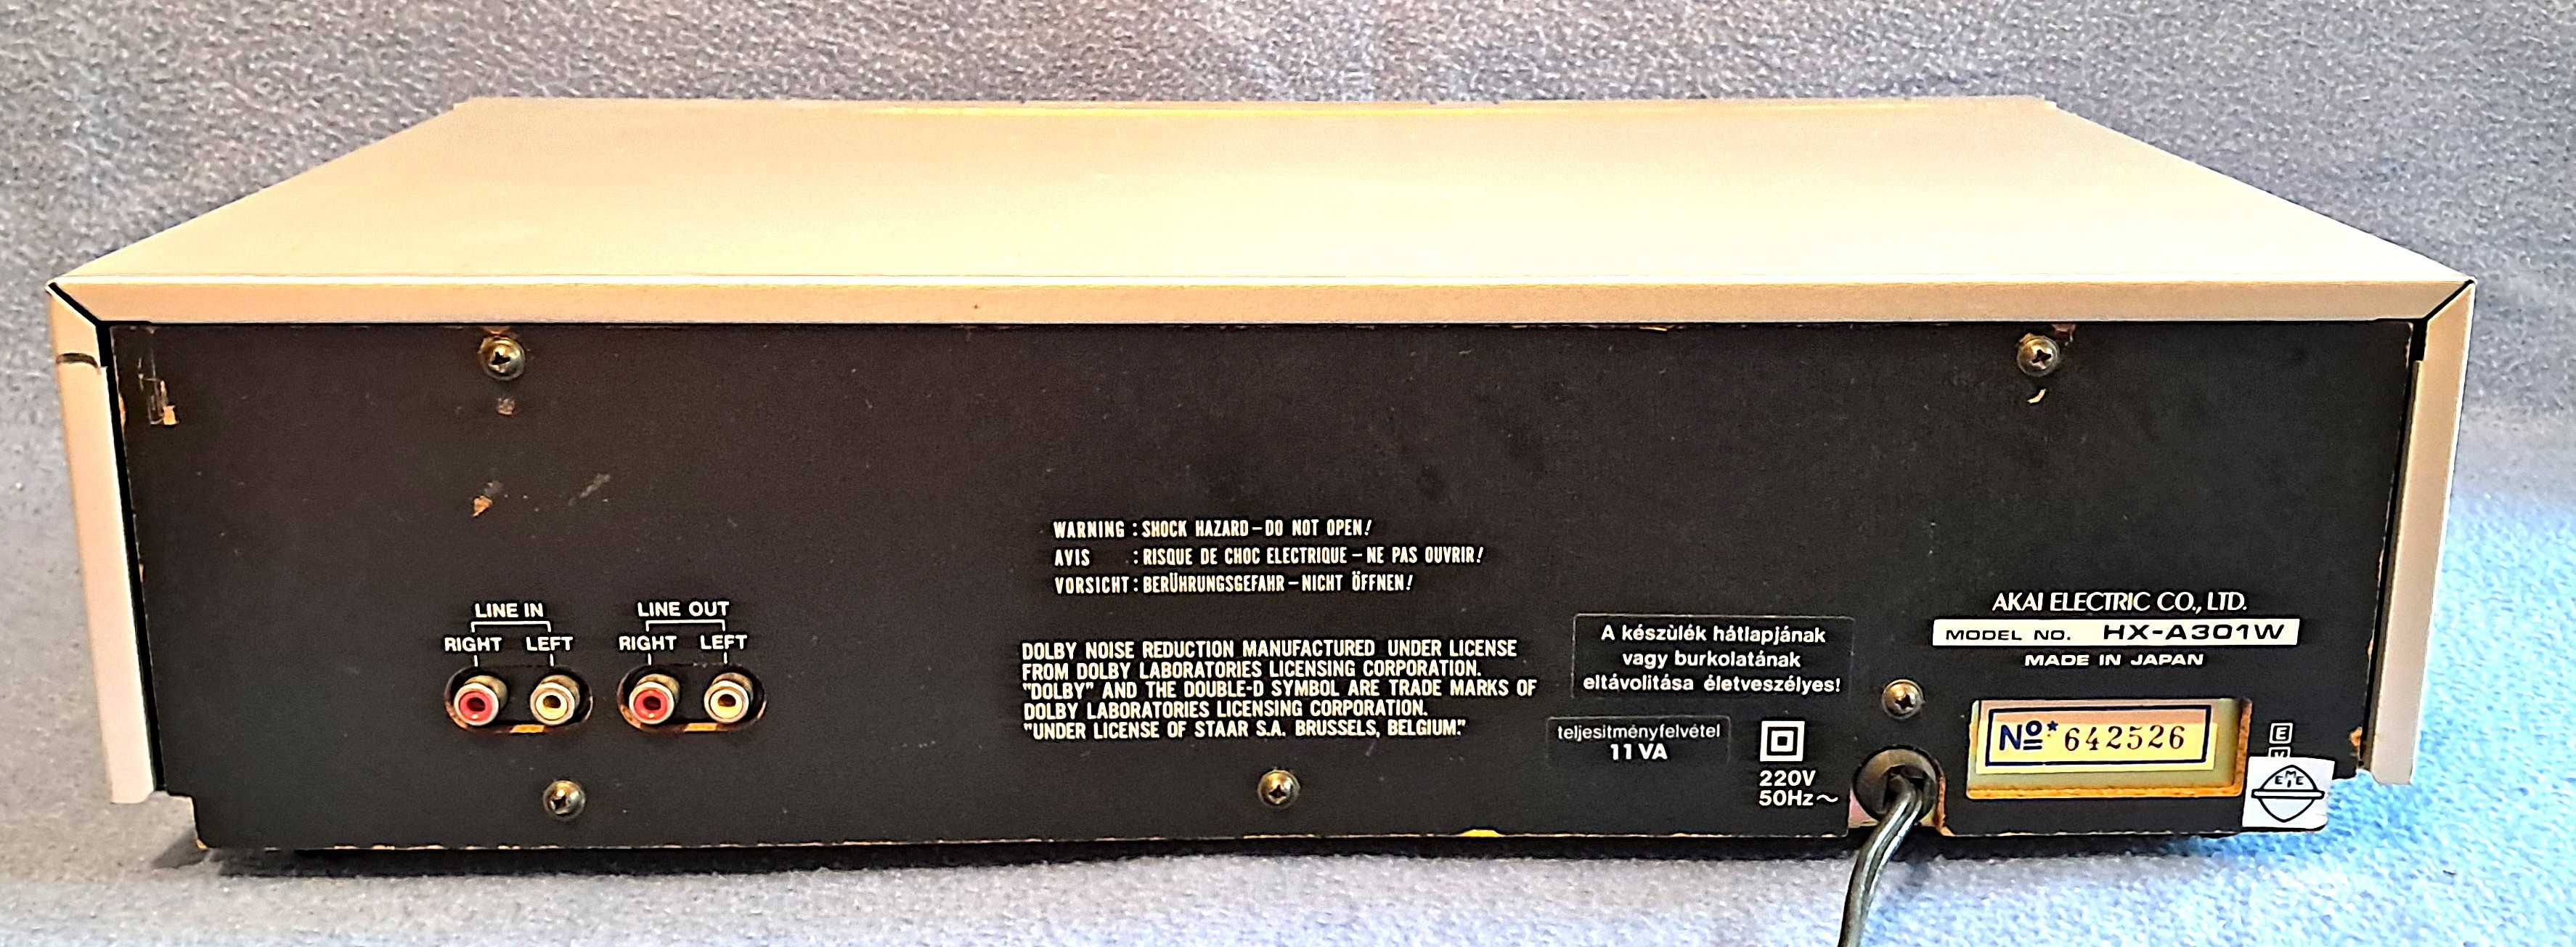 WARNING : SHOCK HAZARD – DO NOT OPEN!
AVIS : RISQUE DE CHOC ELECTRIQUE – NE PAS OUVRIR!
VORSICHT : BERÜHRUNGSGEFAHR – NICHT ÖFFNEN!
LINE IN
RIGHT LEFT
LINE OUT
RIGHT LEFT
DOLBY NOISE REDUCTION MANUFACTURED UNDER LICENSE
FROM DOLBY LABORATORIES LICENSING CORPORATION.
"DOLBY" AND THE DOUBLE-D SYMBOL ARE TRADE MARKS OF
DOLBY LABORATORIES LICENSING CORPORATION.
"UNDER LICENSE OF STAAR S.A. BRUSSELS, BELGIUM."
A készùlék hátlapjának
vagy burkolatának
eltávolitása életveszélyes!
teljesitményfelvétel
11 VA
220V
50Hz~
AKAI ELECTRIC CO., LTD.
MODEL NO. HX-A301W
MADE IN JAPAN
Nº* 642526
E